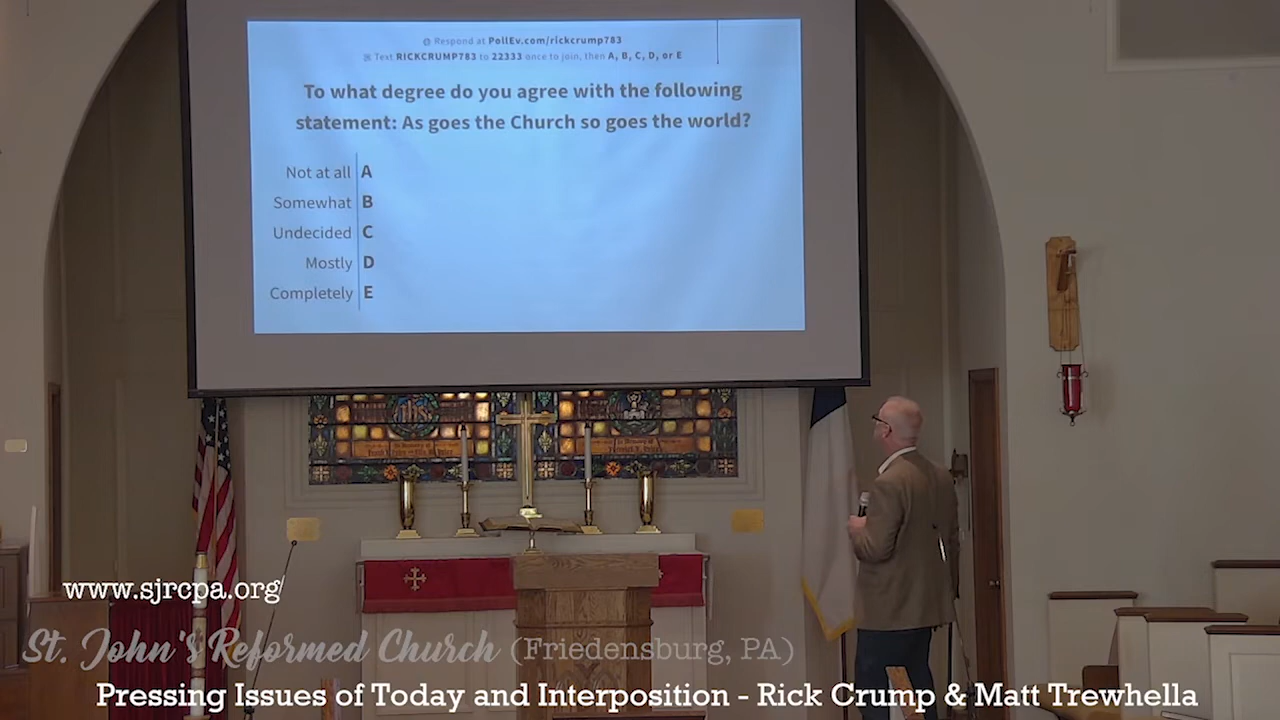 Respond at PollEv.com/rickcrump783
Text RICKCRUMP783 to 22333 once to join, then A, B, C, D, or E
To what degree do you agree with the following
statement: As goes the Church so goes the world?
Not at all A
Somewhat B
Undecided C
Mostly D
Completely E
www.sjrcpa.org
St. John's Reformed Church (Friedensburg, PA)
Pressing Issues of Today and Interposition - Rick Crump & Matt Trewhella